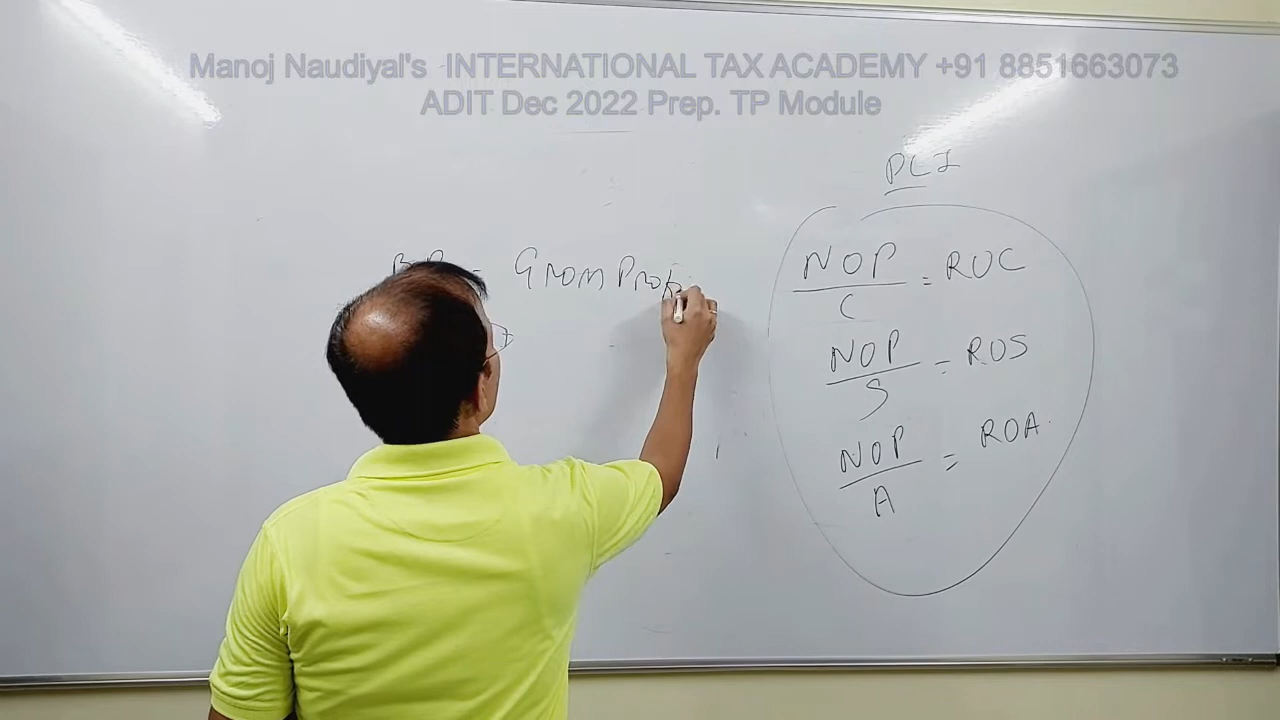 Manoj Naudiyal's INTERNATIONAL TAX ACADEMY +91 8851663073
ADIT Dec 2022 Prep. TP Module
PLI
= Gross Prof
NOP
C
= ROC
NOP
S
= ROS
NOP
A
= ROA.